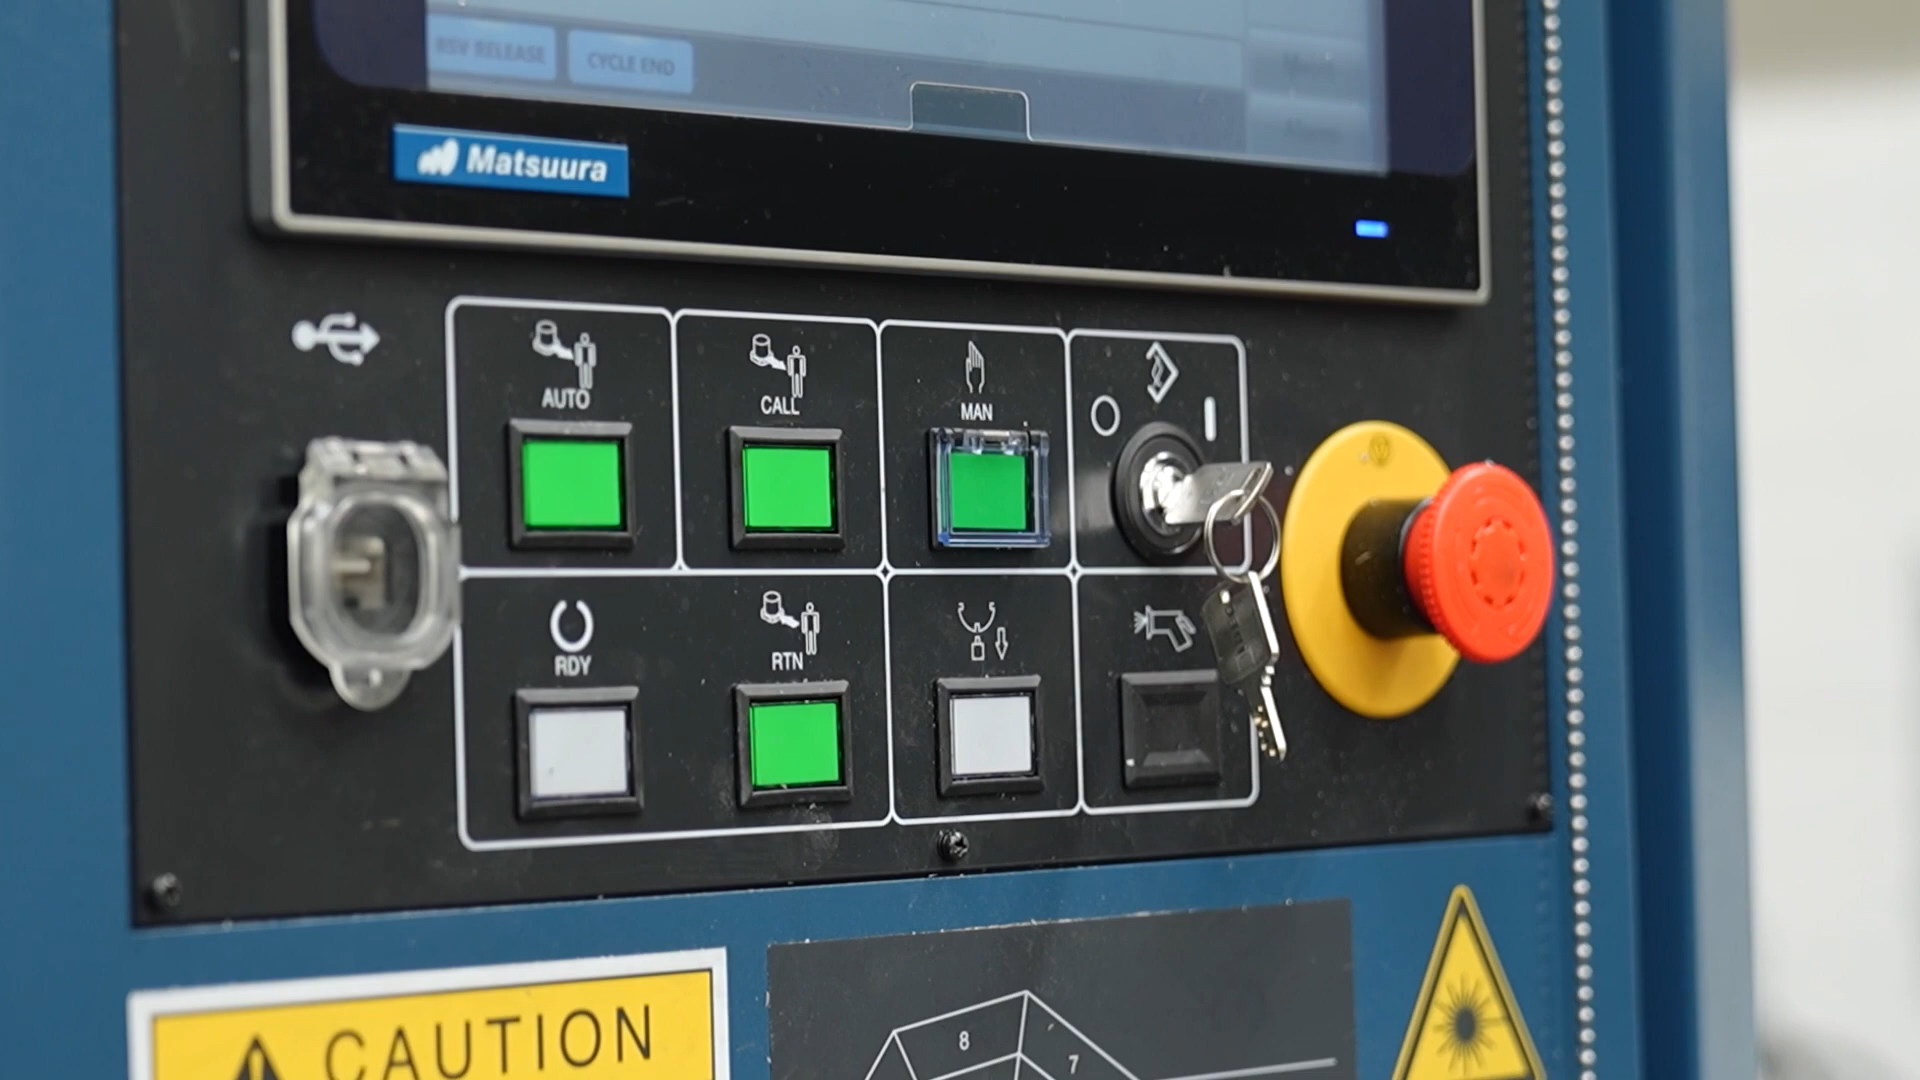 RSV RELEASE
CYCLE END
Matsuura
AUTO
CALL
MAN
RDY
RTN
CAUTION
8
7